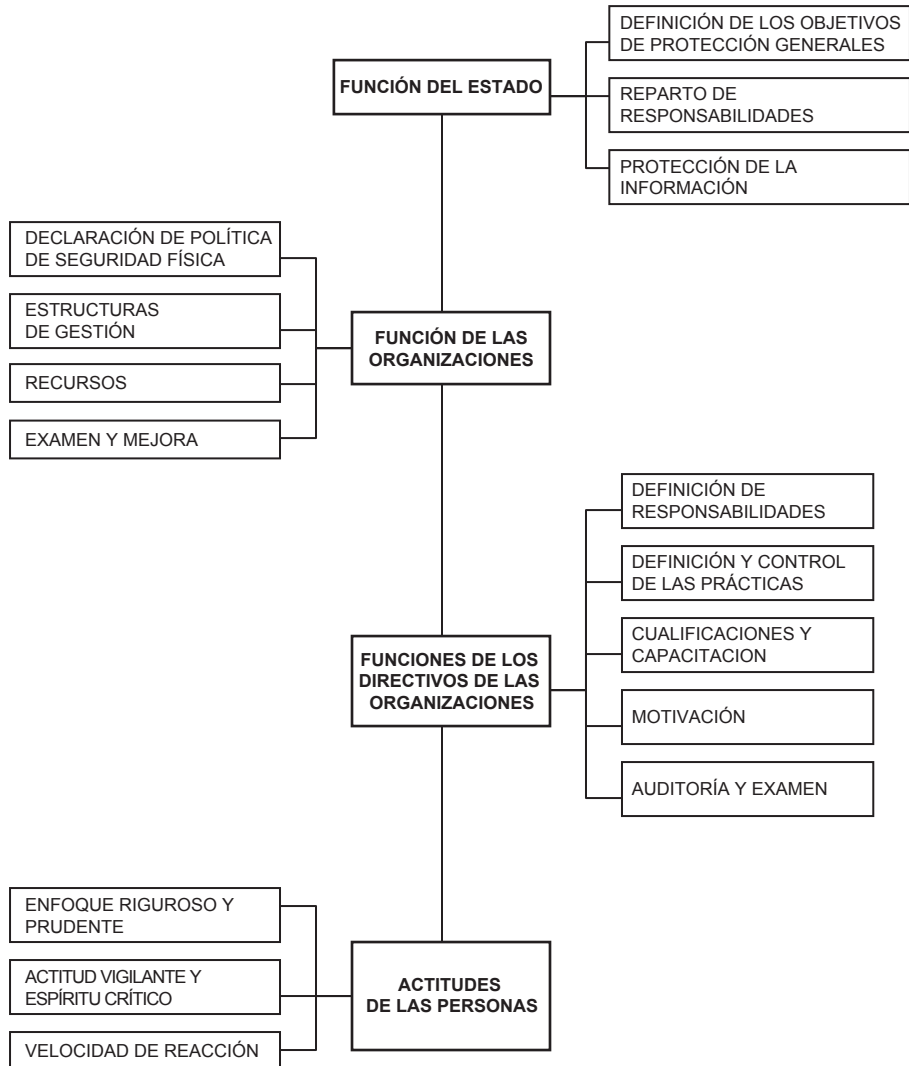 DEFINICIÓN DE LOS OBJETIVOS
DE PROTECCIÓN GENERALES
FUNCIÓN DEL ESTADO
REPARTO DE
RESPONSABILIDADES
PROTECCIÓN DE LA
INFORMACIÓN
DECLARACIÓN DE POLÍTICA
DE SEGURIDAD FÍSICA
ESTRUCTURAS
DE GESTIÓN
FUNCIÓN DE LAS
ORGANIZACIONES
RECURSOS
EXAMEN Y MEJORA
DEFINICIÓN DE
RESPONSABILIDADES
DEFINICIÓN Y CONTROL
DE LAS PRÁCTICAS
CUALIFICACIONES Y
CAPACITACION
FUNCIONES DE LOS
DIRECTIVOS DE LAS
ORGANIZACIONES
MOTIVACIÓN
AUDITORÍA Y EXAMEN
ENFOQUE RIGUROSO Y
PRUDENTE
ACTITUD VIGILANTE Y
ESPÍRITU CRÍTICO
ACTITUDES
DE LAS PERSONAS
VELOCIDAD DE REACCIÓN